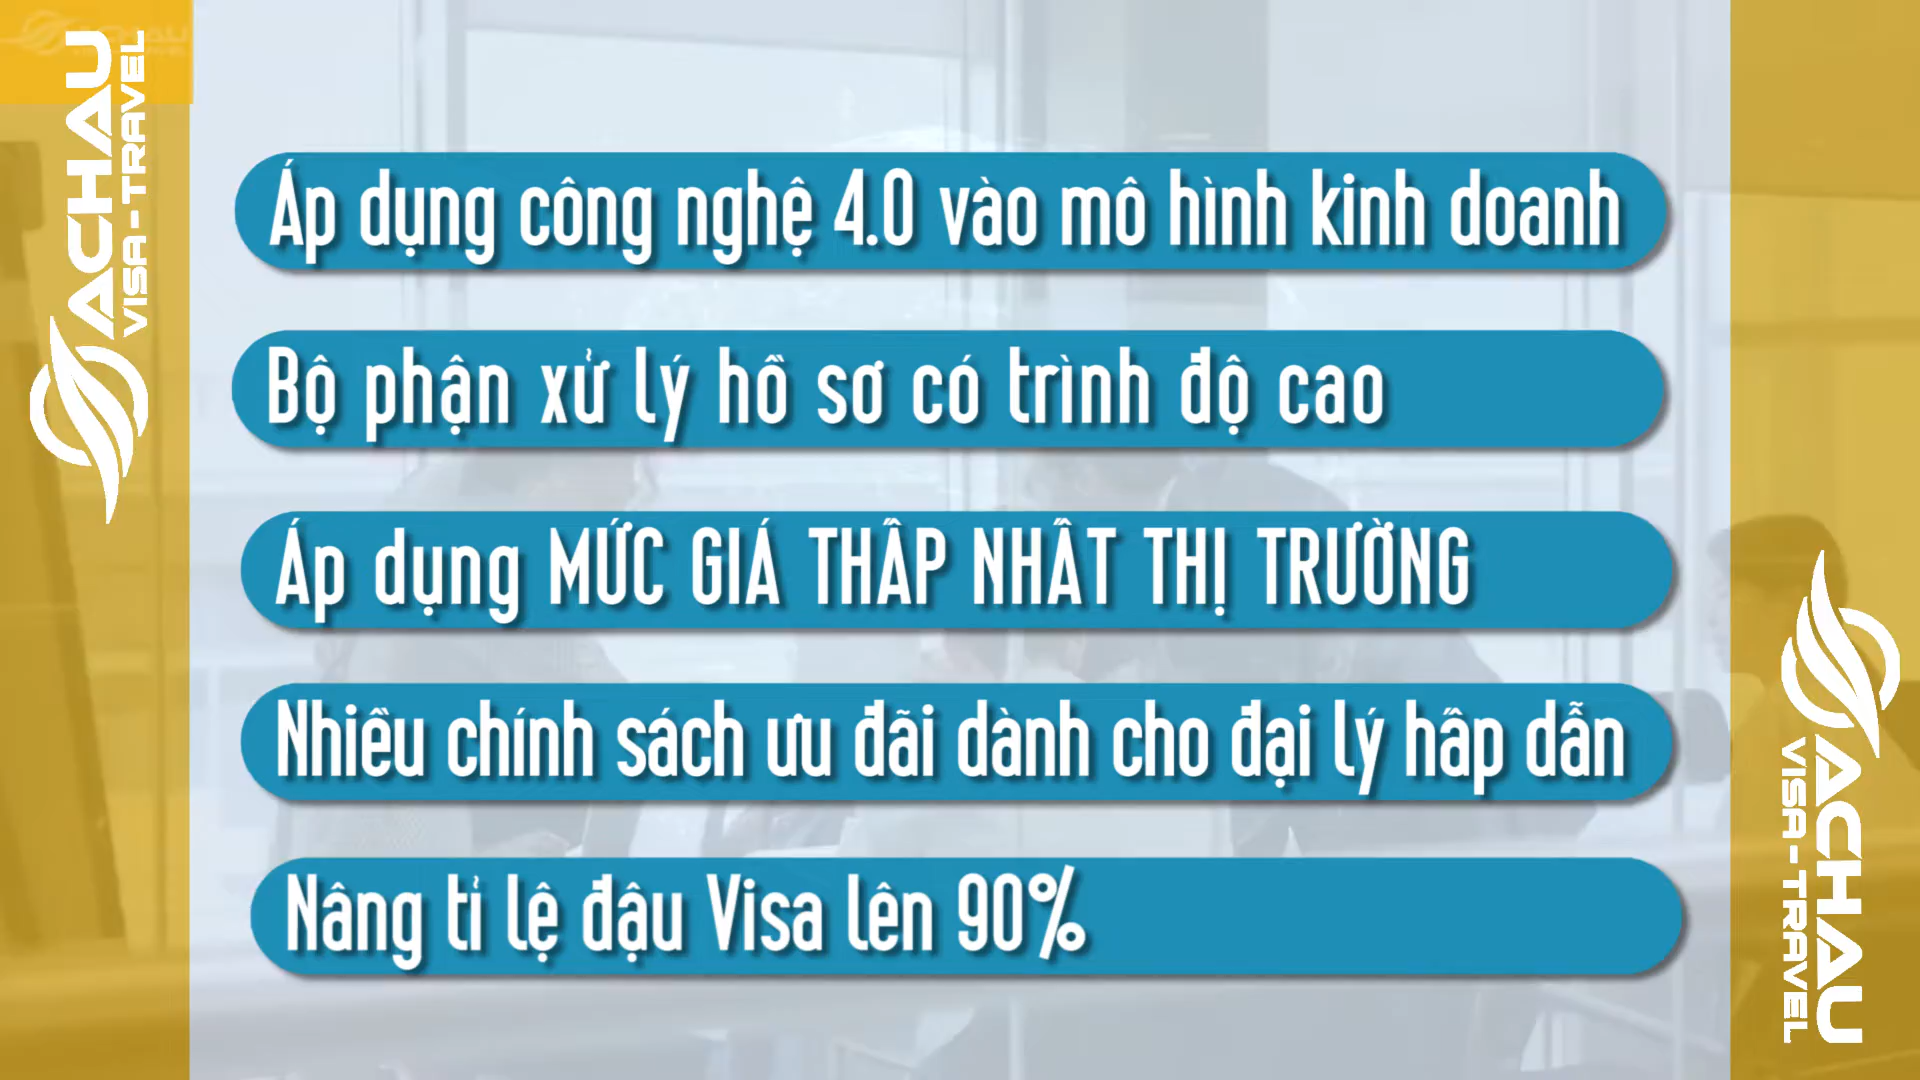 ACHAU
VISA-TRAVEL
Áp dụng công nghệ 4.0 vào mô hình kinh doanh
Bộ phận xử lý hồ sơ có trình độ cao
Áp dụng MỨC GIÁ THẤP NHẤT THỊ TRƯỜNG
Nhiều chính sách ưu đãi dành cho đại lý hấp dẫn
Nâng tỉ lệ đậu Visa lên 90%
ACHAU
VISA-TRAVEL